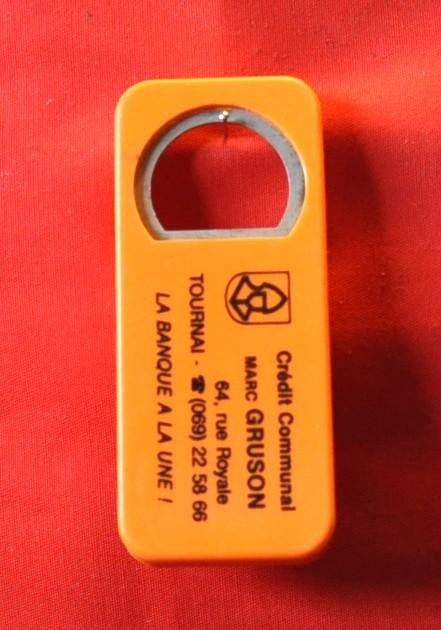 Crédit Communal
MARC GRUSON
64, rue Royale
TOURNAI - ☎ (069) 22 58 66
LA BANQUE A LA UNE !